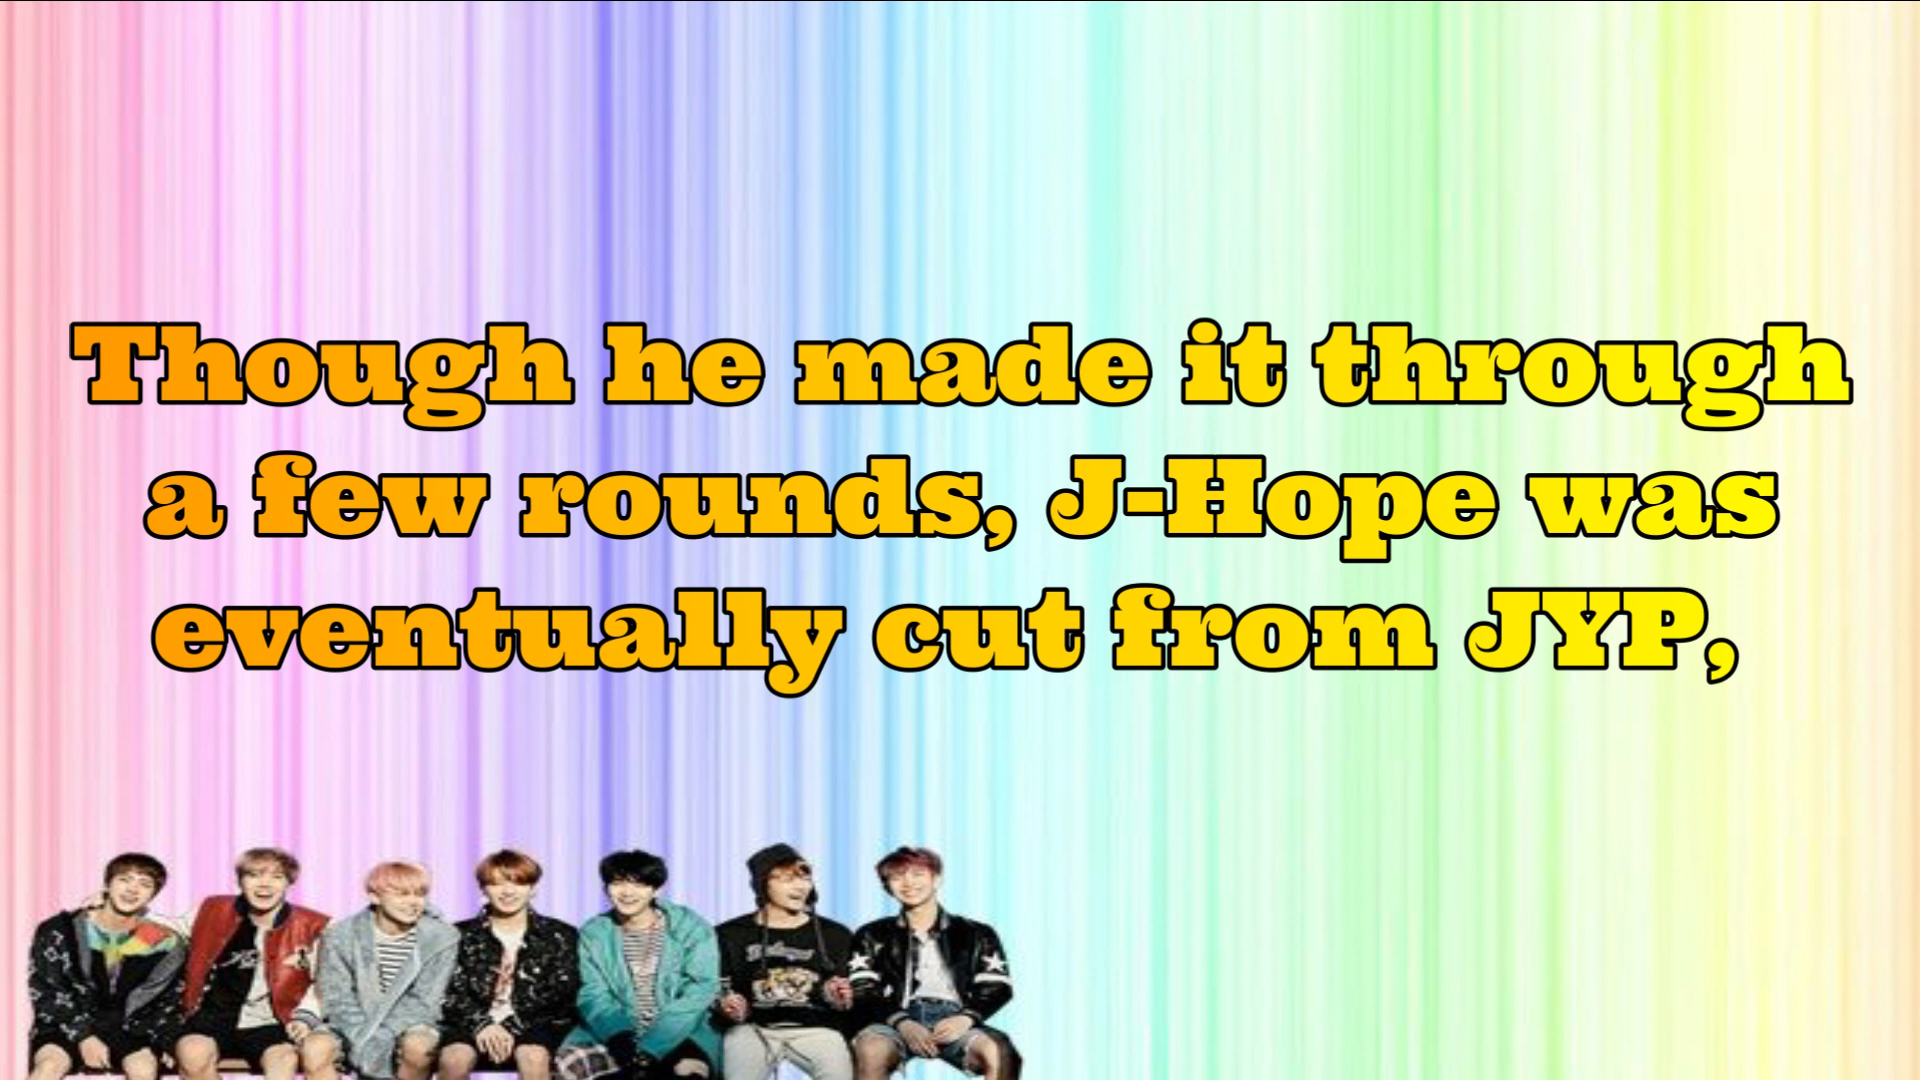 Though he made it through
a few rounds, J-Hope was
eventually cut from JYP,